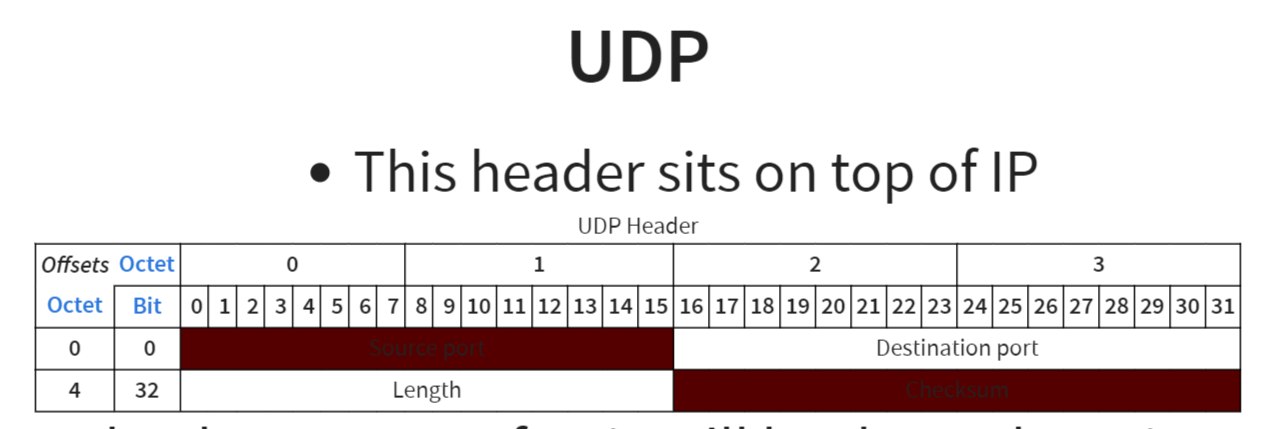 UDP
• This header sits on top of IP
UDP Header
Offsets Octet 0 1 2 3
Octet Bit 0 1 2 3 4 5 6 7 8 9 10 11 12 13 14 15 16 17 18 19 20 21 22 23 24 25 26 27 28 29 30 31
0 0 Source port Destination port
4 32 Length Checksum